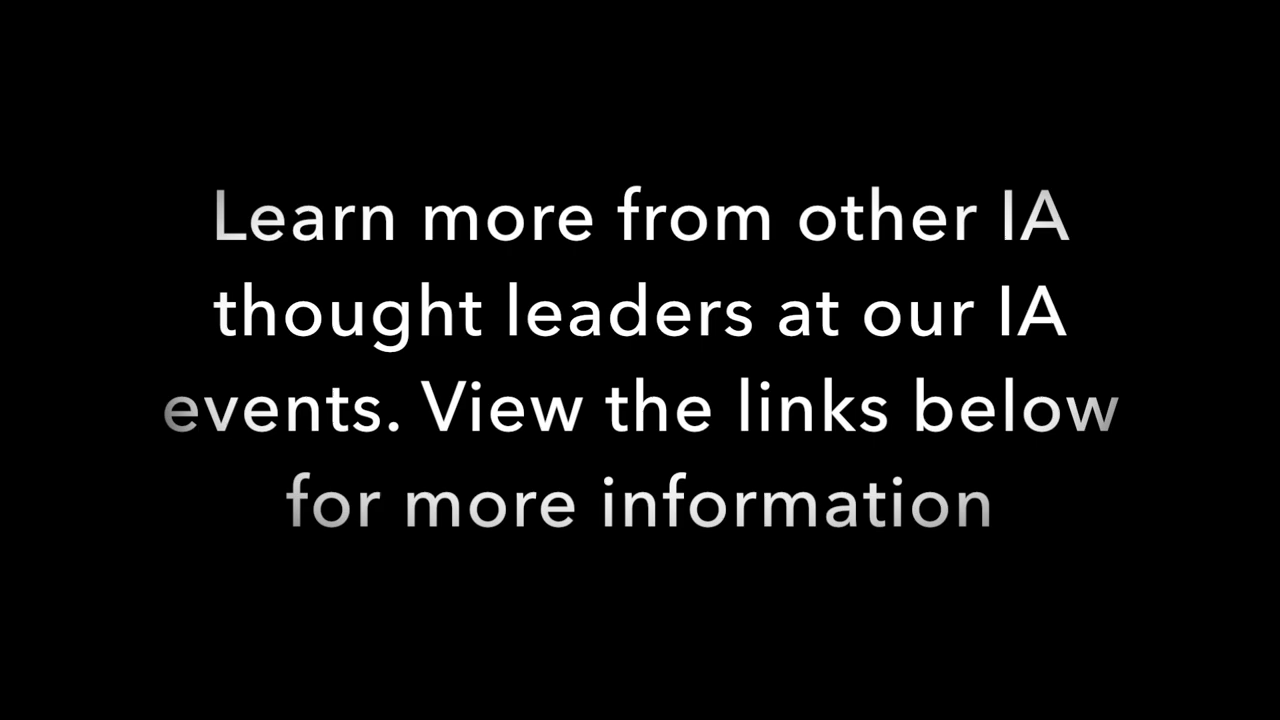 Learn more from other IA
thought leaders at our IA
events. View the links below
for more information